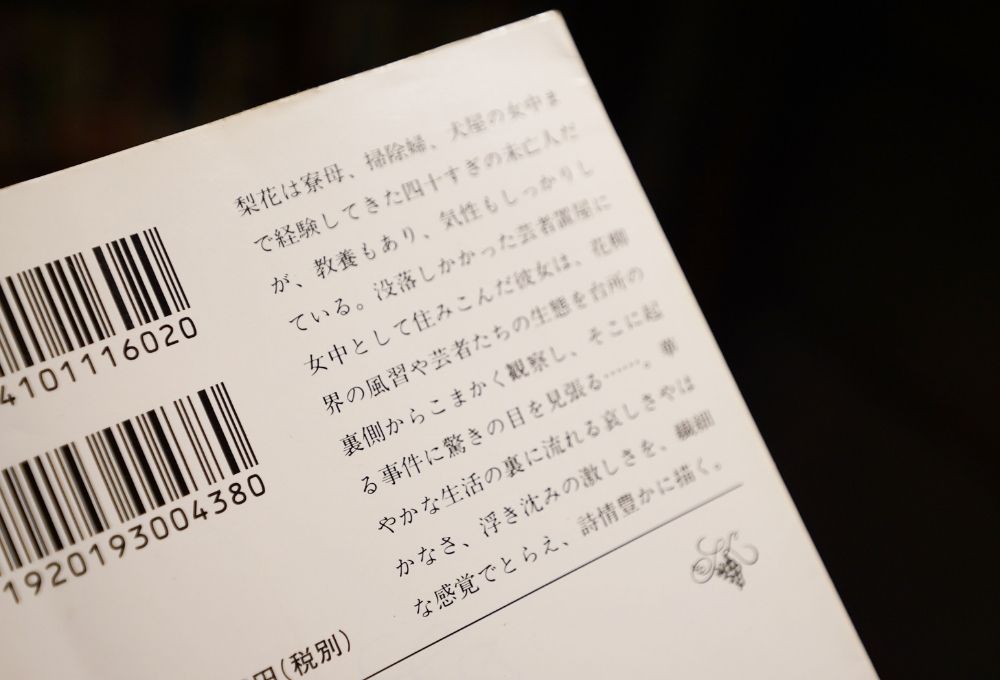 梨花は寮母、掃除婦、犬屋の女中ま
で経験してきた四十すぎの未亡人だ
が、教養もあり、気性もしっかりし
ている。没落しかかった芸者置屋に
女中として住みこんだ彼女は、花柳
界の風習や芸者たちの生態を台所の
裏側からこまかく観察し、そこに起
る事件に驚きの目を見張る……。華
やかな生活の裏に流れる哀しさやは
かなさ、浮き沈みの激しさを、繊細
な感覚でとらえ、詩情豊かに描く。
4101116020
1920193004380
円(税別)